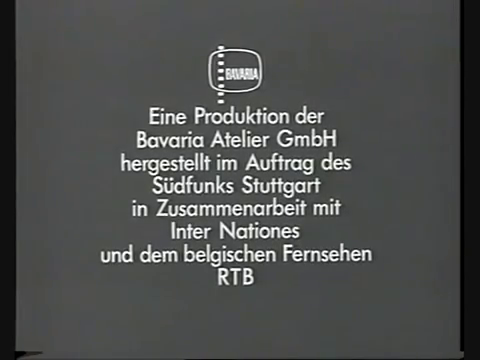 BAVARIA
Eine Produktion der
Bavaria Atelier GmbH
hergestellt im Auftrag des
Südfunks Stuttgart
in Zusammenarbeit mit
Inter Nationes
und dem belgischen Fernsehen
RTB